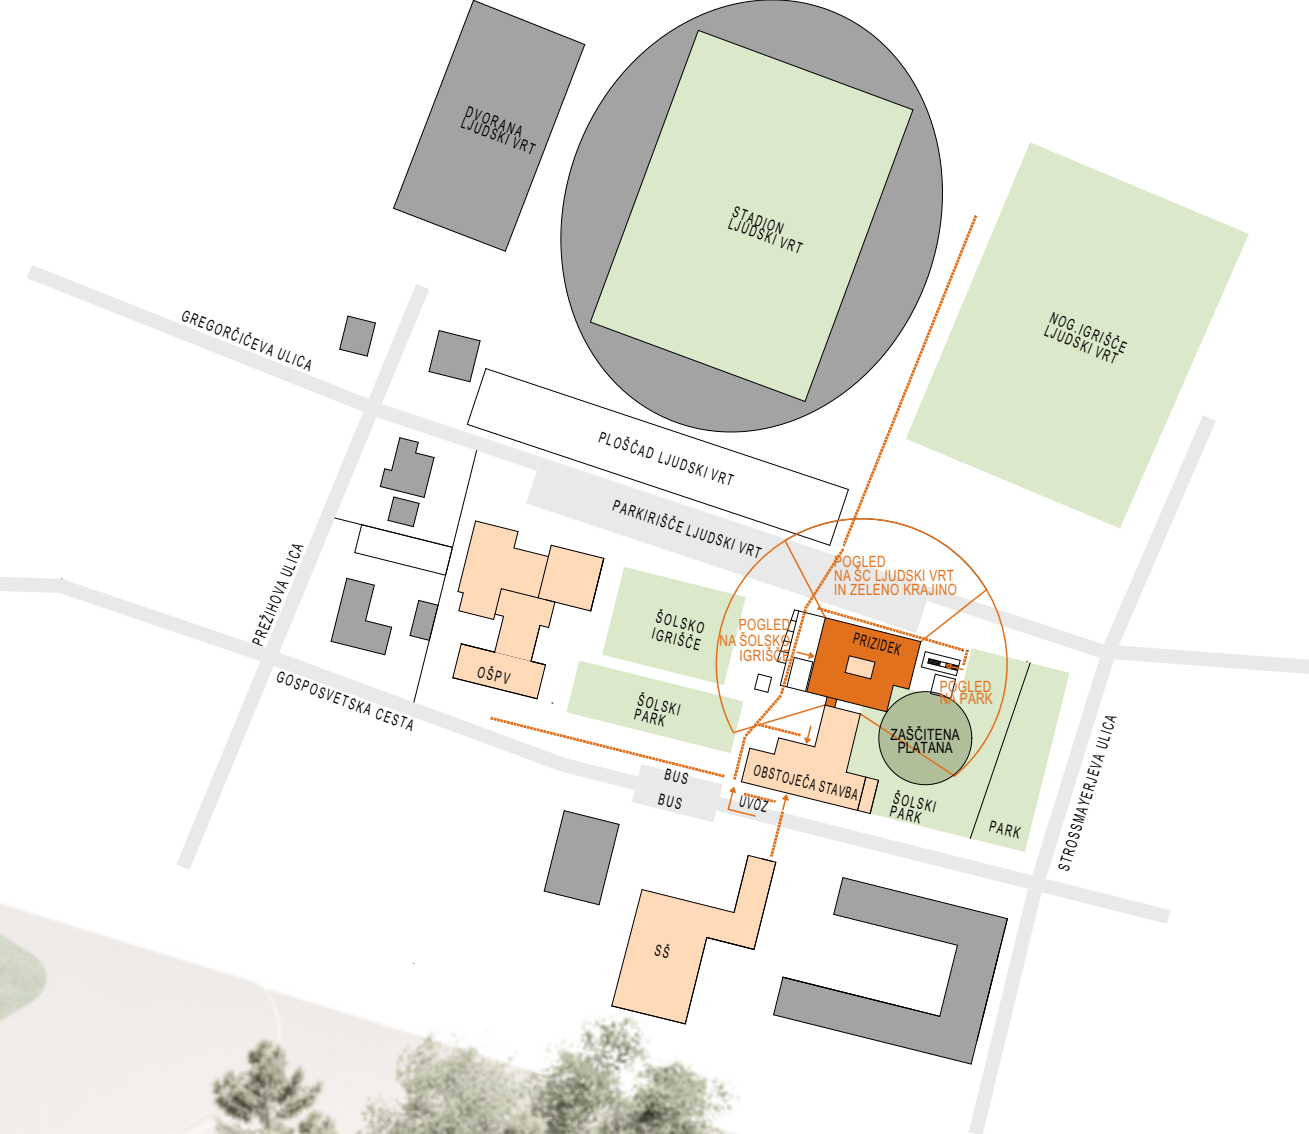 DVORANA
LJUDSKI VRT
STADION
LJUDSKI VRT
NOG. IGRIŠČE
LJUDSKI VRT
GREGORČIČEVA ULICA
PLOŠČAD LJUDSKI VRT
PARKIRIŠČE LJUDSKI VRT
POGLED
NA ŠC LJUDSKI VRT
IN ZELENO KRAJINO
PREŽIHOVA ULICA
ŠOLSKO
IGRIŠČE
POGLED
NA ŠOLSKO
IGRIŠČE
PRIZIDEK
OŠPV
POGLED
NA PARK
GOSPOSVETSKA CESTA
ŠOLSKI
PARK
ZAŠČITENA
PLATANA
BUS
BUS
UVOZ
OBSTOJEČA STAVBA
ŠOLSKI
PARK
PARK
STROSSMAYERJEVA ULICA
SŠ